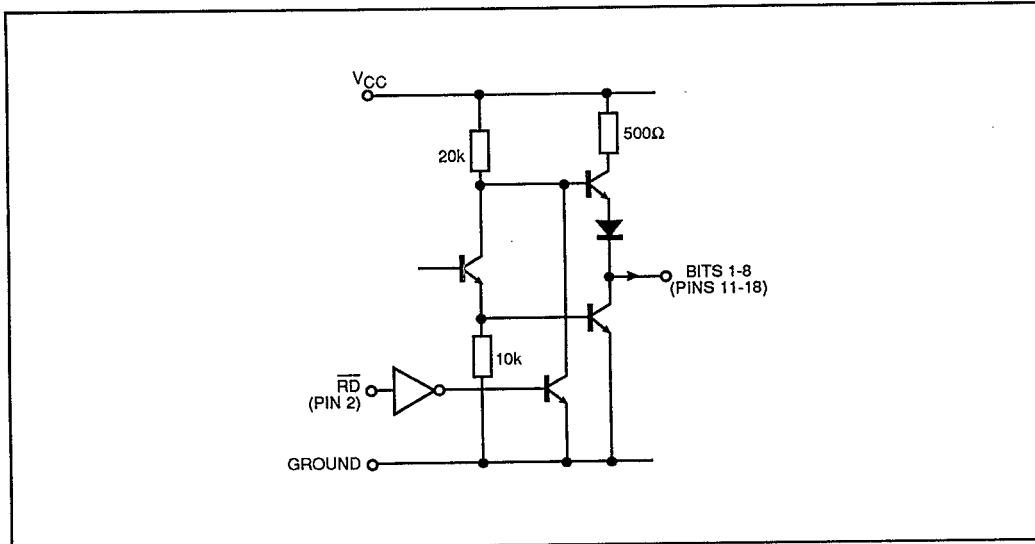 VCC
20k
500Ω
BITS 1-8
(PINS 11-18)
10k
RD
(PIN 2)
GROUND